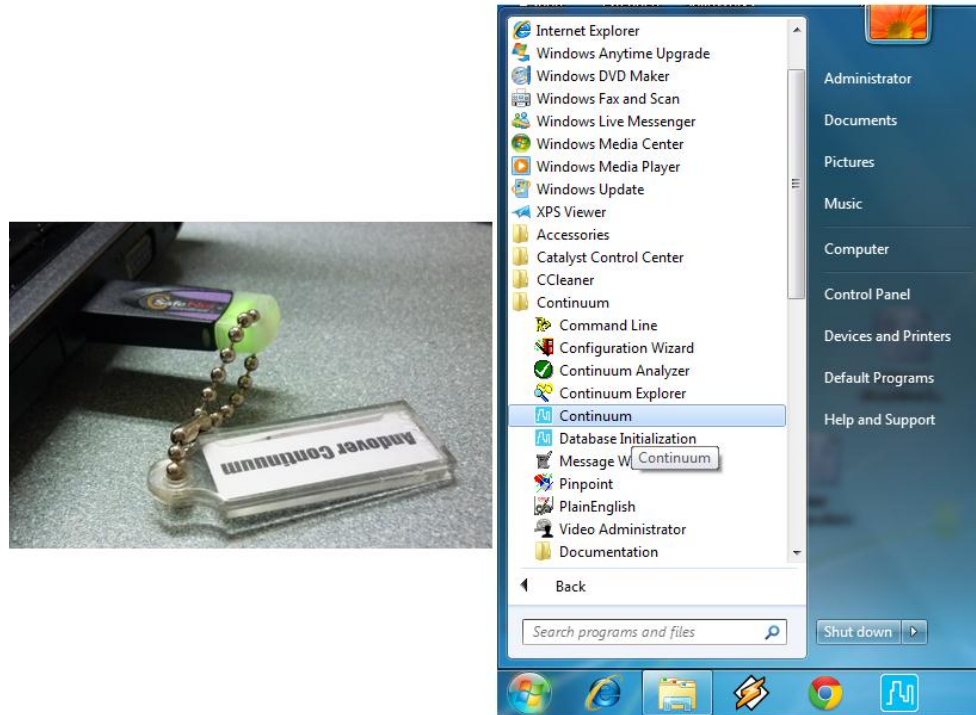 SafeNet
Andover Continuum
Internet Explorer
Windows Anytime Upgrade
Windows DVD Maker
Windows Fax and Scan
Windows Live Messenger
Windows Media Center
Windows Media Player
Windows Update
XPS Viewer
Accessories
Catalyst Control Center
CCleaner
Continuum
Command Line
Configuration Wizard
Continuum Analyzer
Continuum Explorer
Continuum
Database Initialization
Message W
Continuum
Pinpoint
PlainEnglish
Video Administrator
Documentation
Back
Search programs and files
Administrator
Documents
Pictures
Music
Computer
Control Panel
Devices and Printers
Default Programs
Help and Support
Shut down